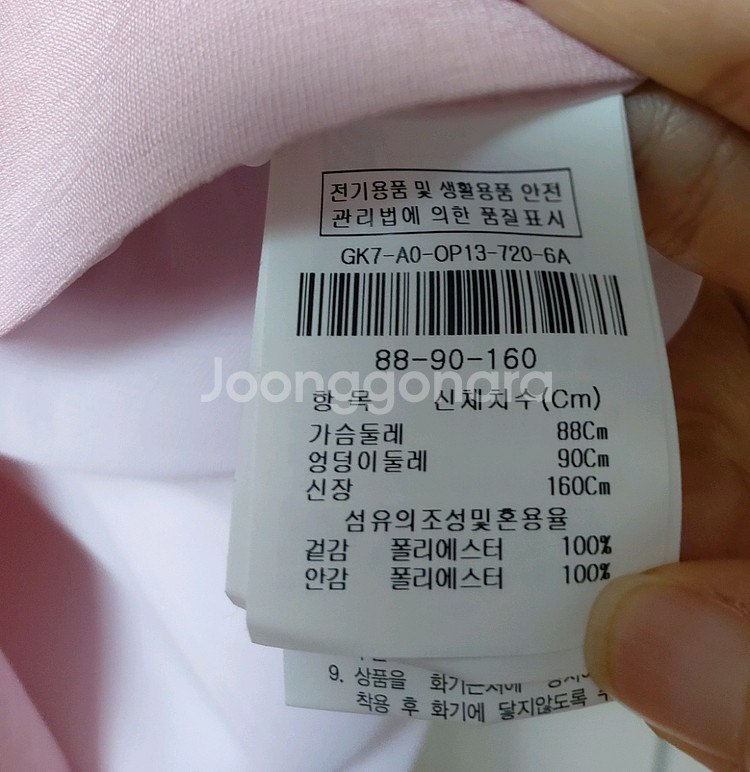 전기용품 및 생활용품 안전
관리법에 의한 품질표시
GK7-A0-OP13-720-6A
88-90-160
Joonggonara
항 목 신체치수(Cm)
가슴둘레 88Cm
엉덩이둘레 90Cm
신장 160Cm
섬유의조성및혼용율
겉감 폴리에스터 100%
안감 폴리에스터 100%
9. 상품을
착용 후 화기에 닿지않도록